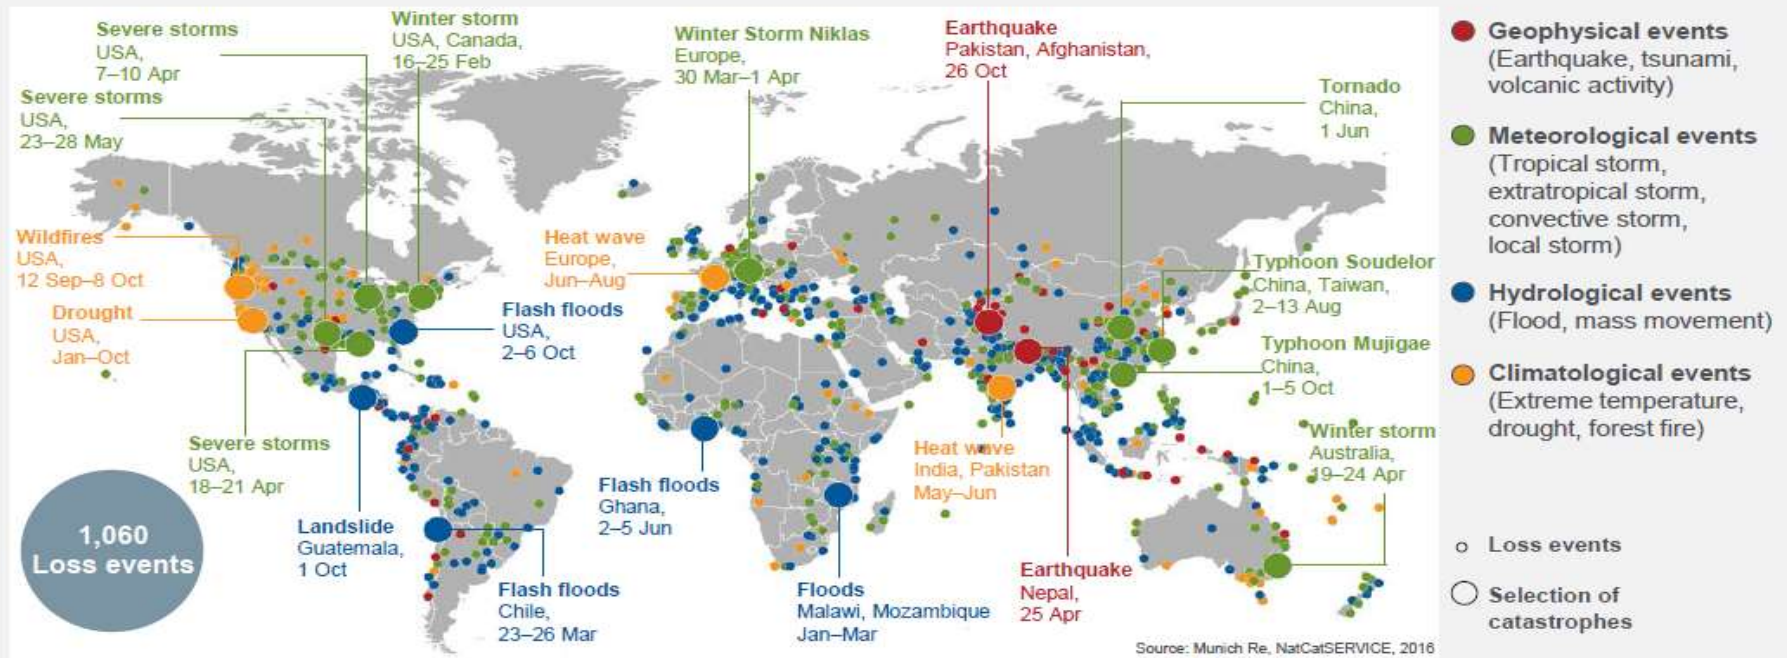 Severe storms
USA,
7–10 Apr
Winter storm
USA, Canada,
16–25 Feb
Winter Storm Niklas
Europe,
30 Mar–1 Apr
Earthquake
Pakistan, Afghanistan,
26 Oct
Tornado
China,
1 Jun
Severe storms
USA,
23–28 May
Wildfires
USA,
12 Sep–8 Oct
Heat wave
Europe,
Jun–Aug
Typhoon Soudelor
China, Taiwan,
2–13 Aug
Drought
USA,
Jan–Oct
Flash floods
USA,
2–6 Oct
Typhoon Mujigae
China,
1–5 Oct
Severe storms
USA,
18–21 Apr
Heat wave
India, Pakistan
May–Jun
Winter storm
Australia,
19–24 Apr
Flash floods
Ghana,
2–5 Jun
1,060
Loss events
Landslide
Guatemala,
1 Oct
Flash floods
Chile,
23–26 Mar
Floods
Malawi, Mozambique
Jan–Mar
Earthquake
Nepal,
25 Apr
Source: Munich Re, NatCatSERVICE, 2016
Geophysical events
(Earthquake, tsunami,
volcanic activity)
Meteorological events
(Tropical storm,
extratropical storm,
convective storm,
local storm)
Hydrological events
(Flood, mass movement)
Climatological events
(Extreme temperature,
drought, forest fire)
Loss events
Selection of
catastrophes